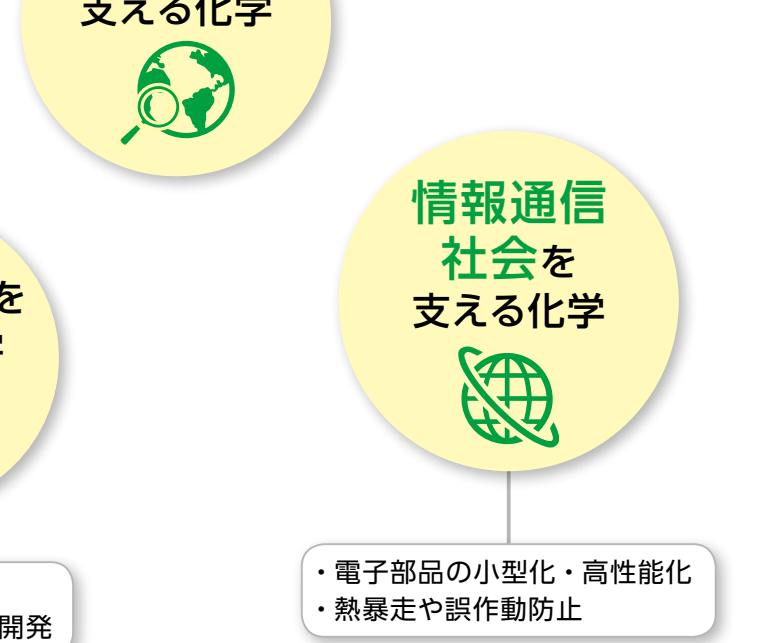 支える化学
情報通信
社会を
支える化学
を
・電子部品の小型化・高性能化
・熱暴走や誤作動防止
開発